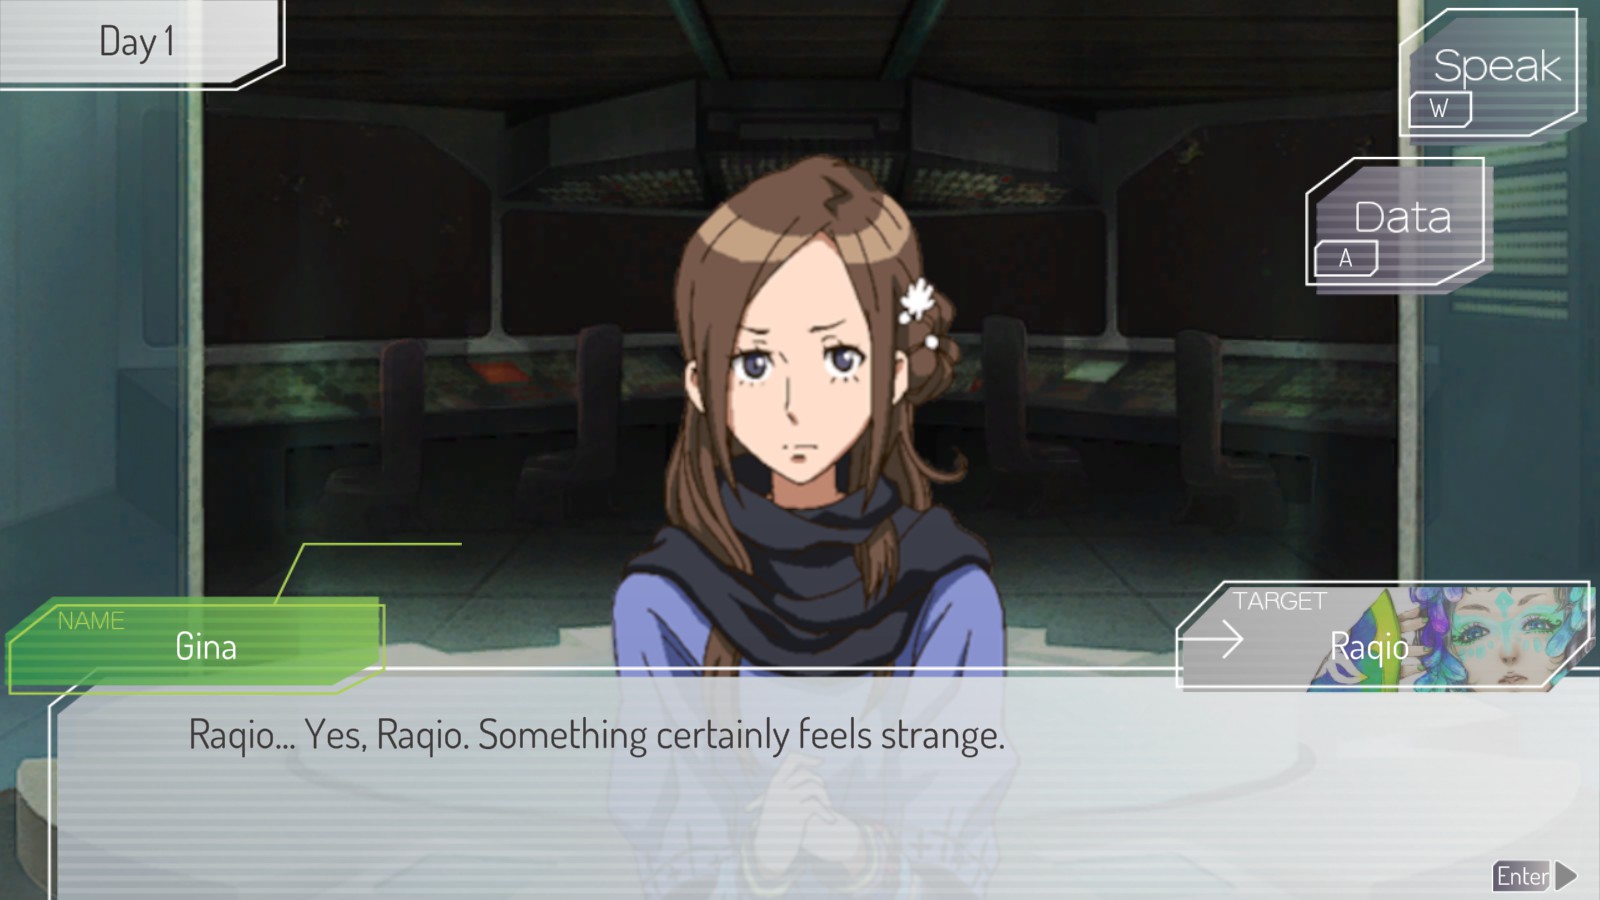 Day 1
Speak
W
Data
A
NAME
Gina
TARGET
Raqio
Raqio... Yes, Raqio. Something certainly feels strange.
Enter